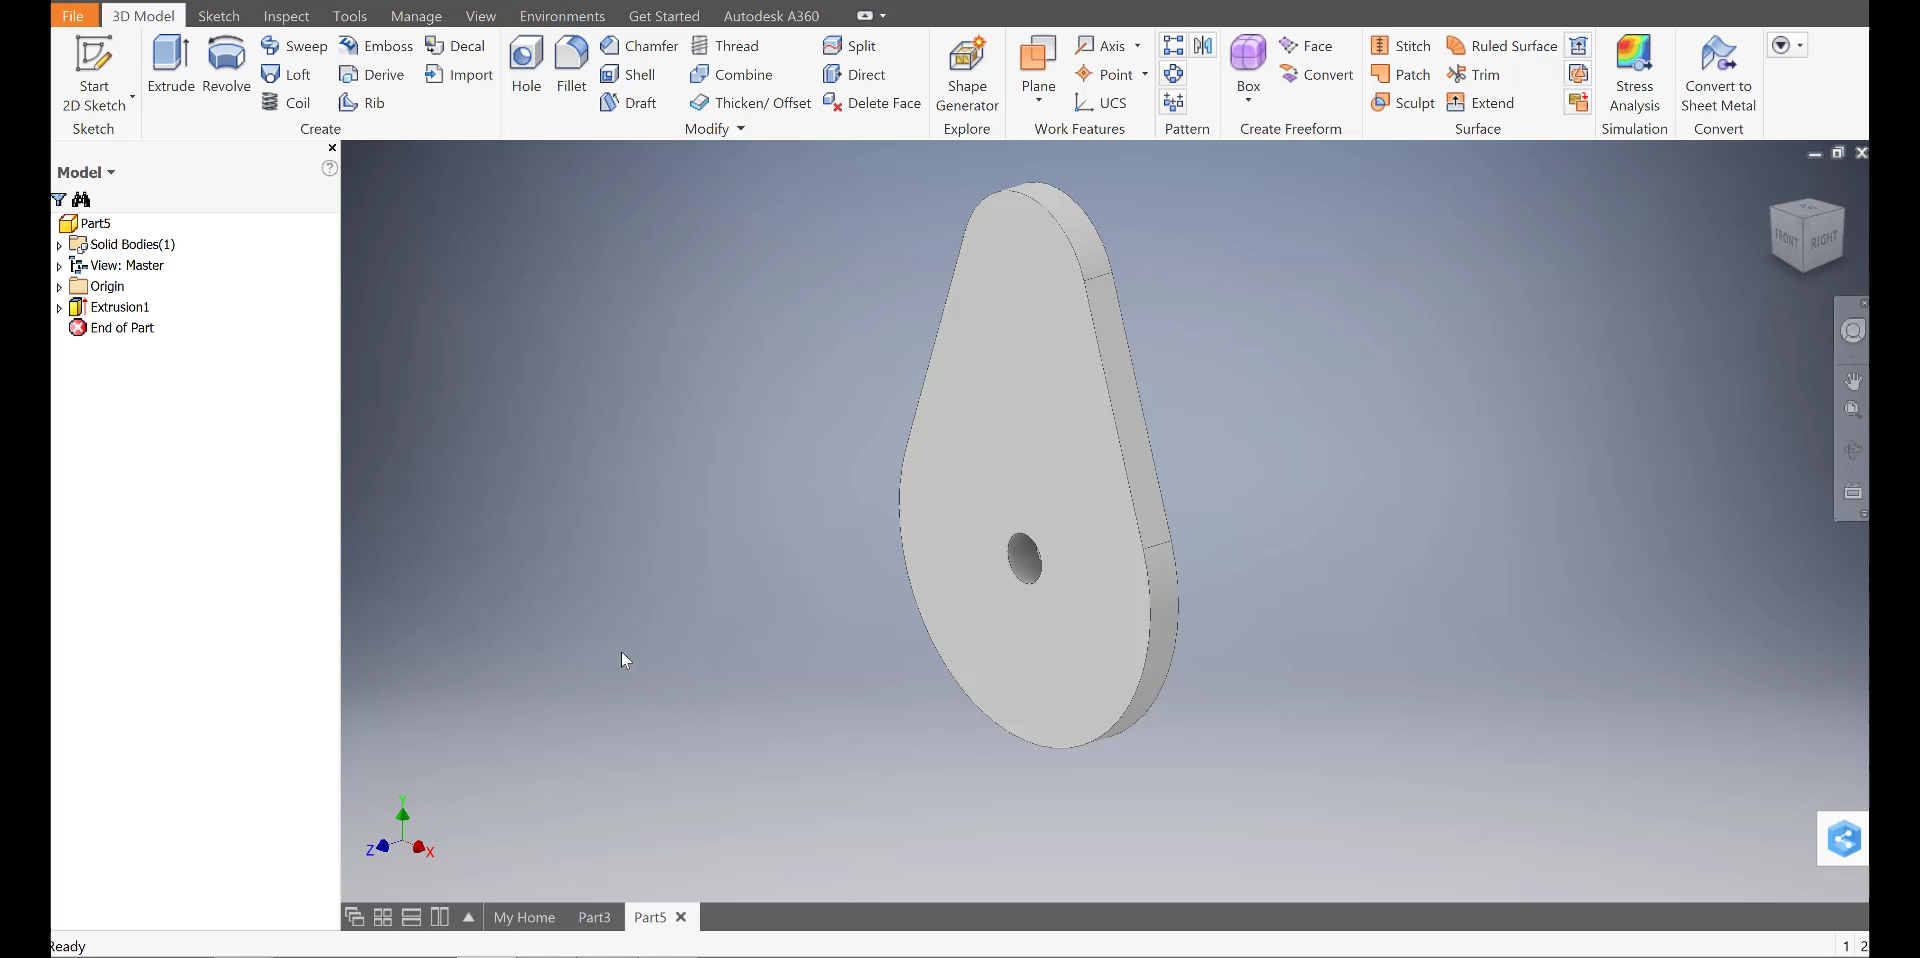 File 3D Model Sketch Inspect Tools Manage View Environments Get Started Autodesk A360
Start 2D Sketch
Sketch
Extrude Revolve
Sweep Emboss Decal
Loft Derive Import
Coil Rib
Create
Hole Fillet
Chamfer Thread Split
Shell Combine Direct
Draft Thicken/ Offset Delete Face
Modify
Shape Generator
Explore
Plane
Axis
Point
UCS
Work Features
Pattern
Box
Face
Convert
Create Freeform
Stitch Ruled Surface
Patch Trim
Sculpt Extend
Surface
Stress Analysis
Simulation
Convert to Sheet Metal
Convert
Model
Part5
Solid Bodies(1)
View: Master
Origin
Extrusion1
End of Part
FRONT RIGHT
Y
Z X
My Home Part3 Part5
Ready
1 2